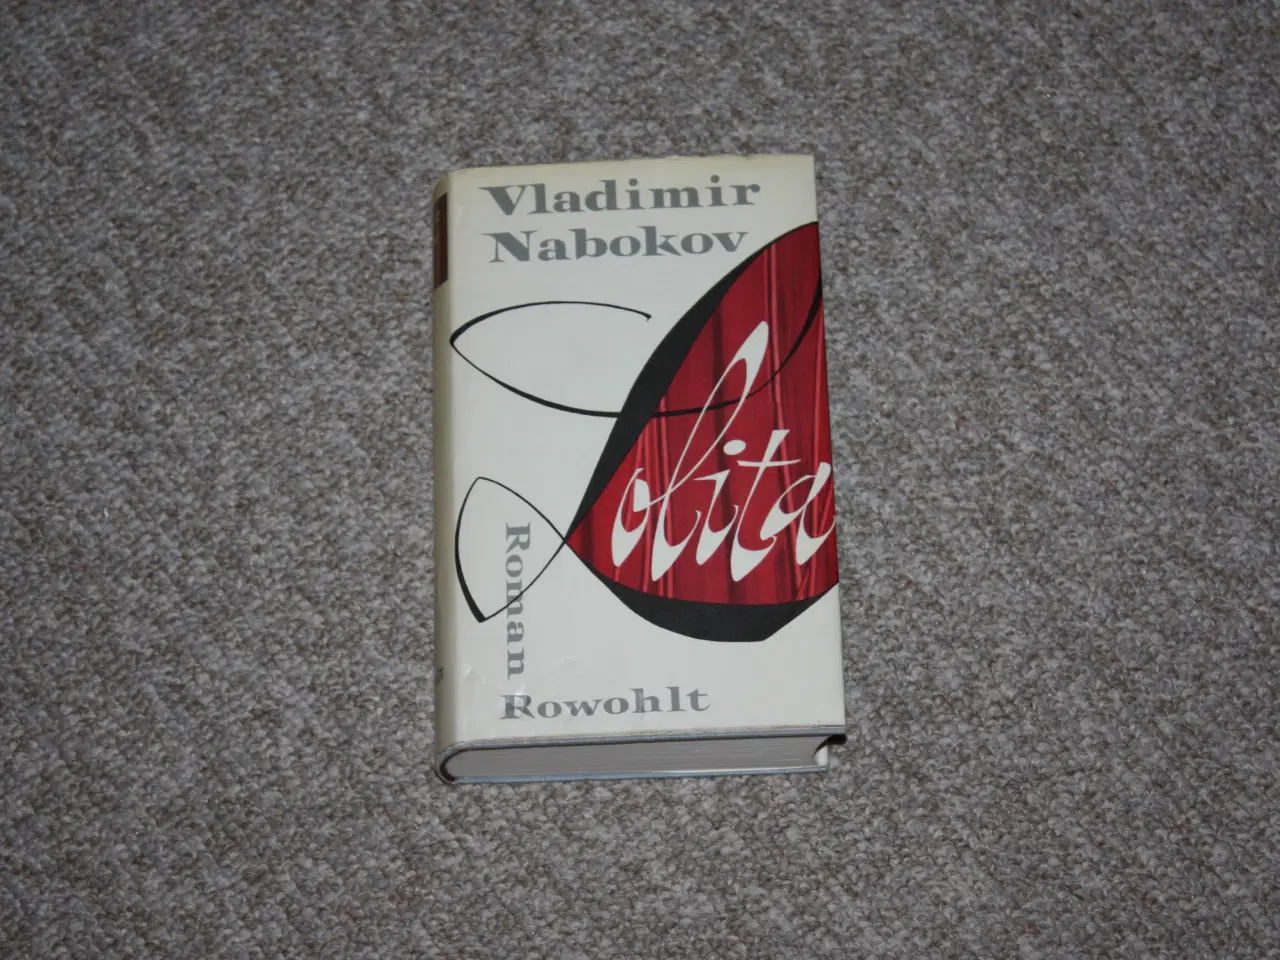 Vladimir
Nabokov
Lolita
Roman
Rowohlt